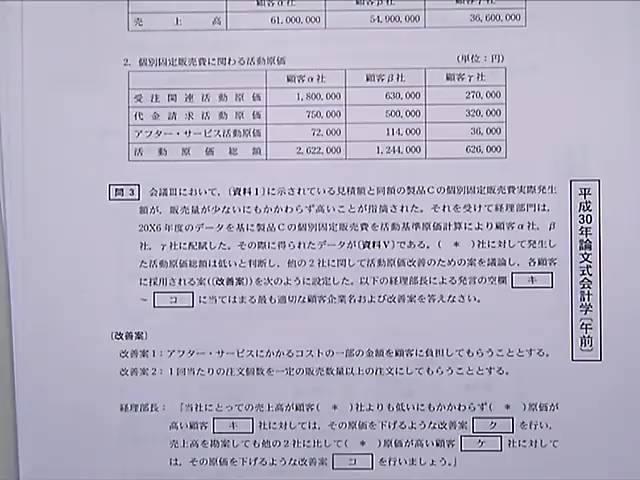 顧客α社 顧客β社 顧客γ社
売上高 61,000,000 54,900,000 36,600,000
2. 個別固定販売費に関わる活動原価 (単位：円)
顧客α社 顧客β社 顧客γ社
受注関連活動原価 1,800,000 630,000 270,000
代金請求活動原価 750,000 500,000 320,000
アフター・サービス活動原価 72,000 114,000 36,000
活動原価総額 2,622,000 1,244,000 626,000
問3 会議Ⅲにおいて,〔資料Ⅰ〕に示されている見積額と同額の製品Cの個別固定販売費実際発生
額が,販売量が少ないにもかかわらず高いことが指摘された。それを受けて経理部門は,
20X6年度のデータを基に製品Cの個別固定販売費を活動基準原価計算により顧客α社,β
社,γ社に配賦した。その際に得られたデータが〔資料Ⅴ〕である。( * )社に対して発生し
た活動原価総額は低いと判断し,他の2社に関して活動原価改善のための案を議論し,各顧客
に採用される案(〔改善案〕)を次のように設定した。以下の経理部長による発言の空欄 キ
～ コ に当てはまる最も適切な顧客企業名および改善案を答えなさい。
〔改善案〕
改善案1：アフター・サービスにかかるコストの一部の金額を顧客に負担してもらうこととする。
改善案2：1回当たりの注文個数を一定の販売数量以上の注文にしてもらうこととする。
経理部長：「当社にとっての売上高が顧客( * )社よりも低いにもかかわらず( * )原価が
高い顧客 キ 社に対しては,その原価を下げるような改善案 ク を行い,
売上高を勘案しても他の2社に比して( * )原価が高い顧客 ケ 社に対して
は,その原価を下げるような改善案 コ を行いましょう。」
平成30年論文式会計学〔午前〕